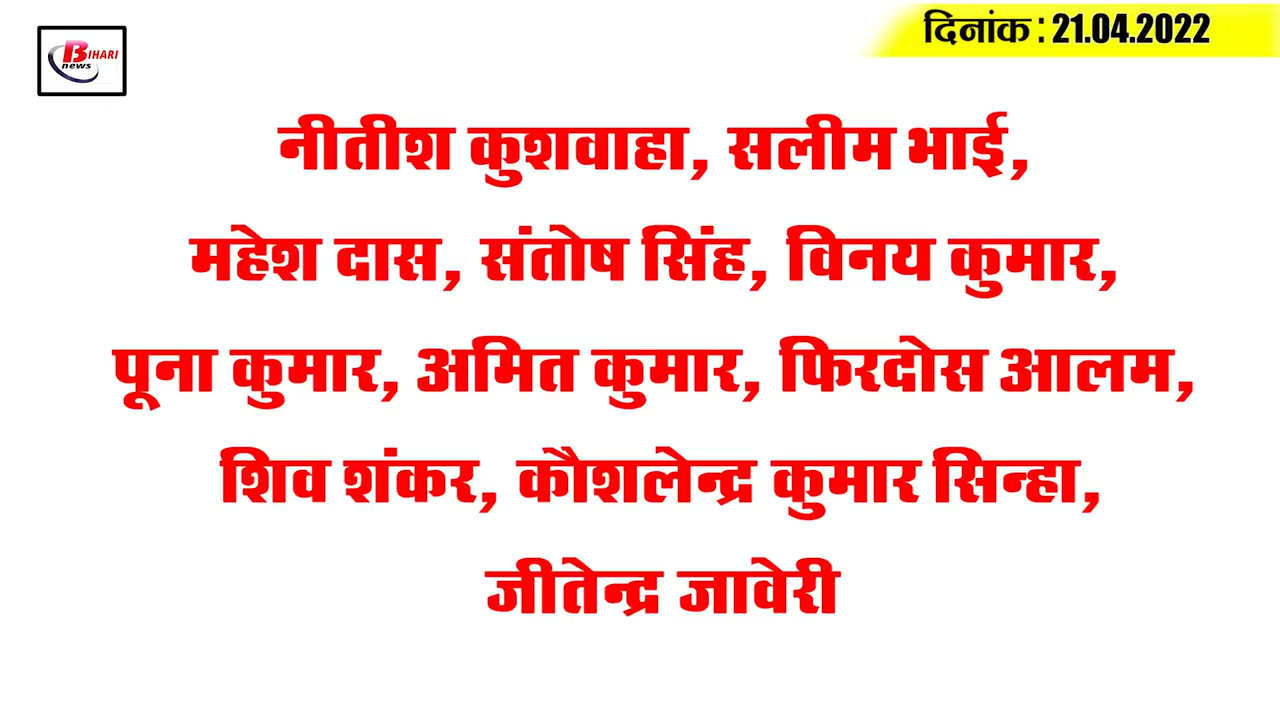 BIHARI
news
दिनांक : 21.04.2022
नीतीश कुशवाहा, सलीम भाई,
महेश दास, संतोष सिंह, विनय कुमार,
पूना कुमार, अमित कुमार, फिरदोस आलम,
शिव शंकर, कौशलेन्द्र कुमार सिन्हा,
जीतेन्द्र जावेरी